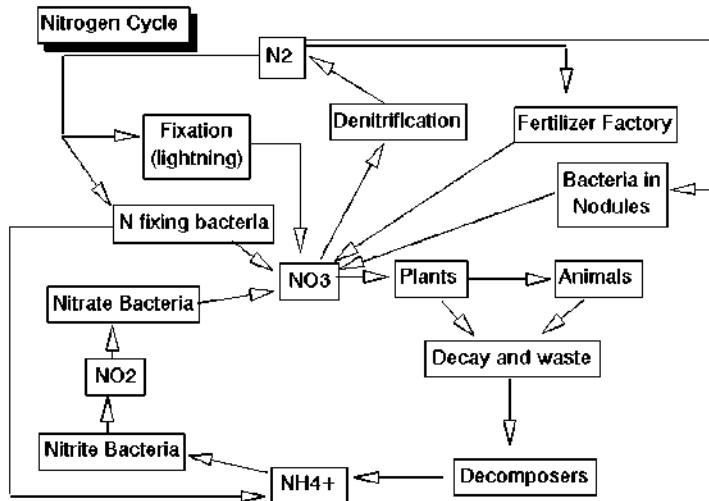 Nitrogen Cycle
N2
Fixation
(lightning)
Denitrification
Fertilizer Factory
Bacteria in
Nodules
N fixing bacteria
NO3
Plants
Animals
Nitrate Bacteria
Decay and waste
NO2
Nitrite Bacteria
NH4+
Decomposers